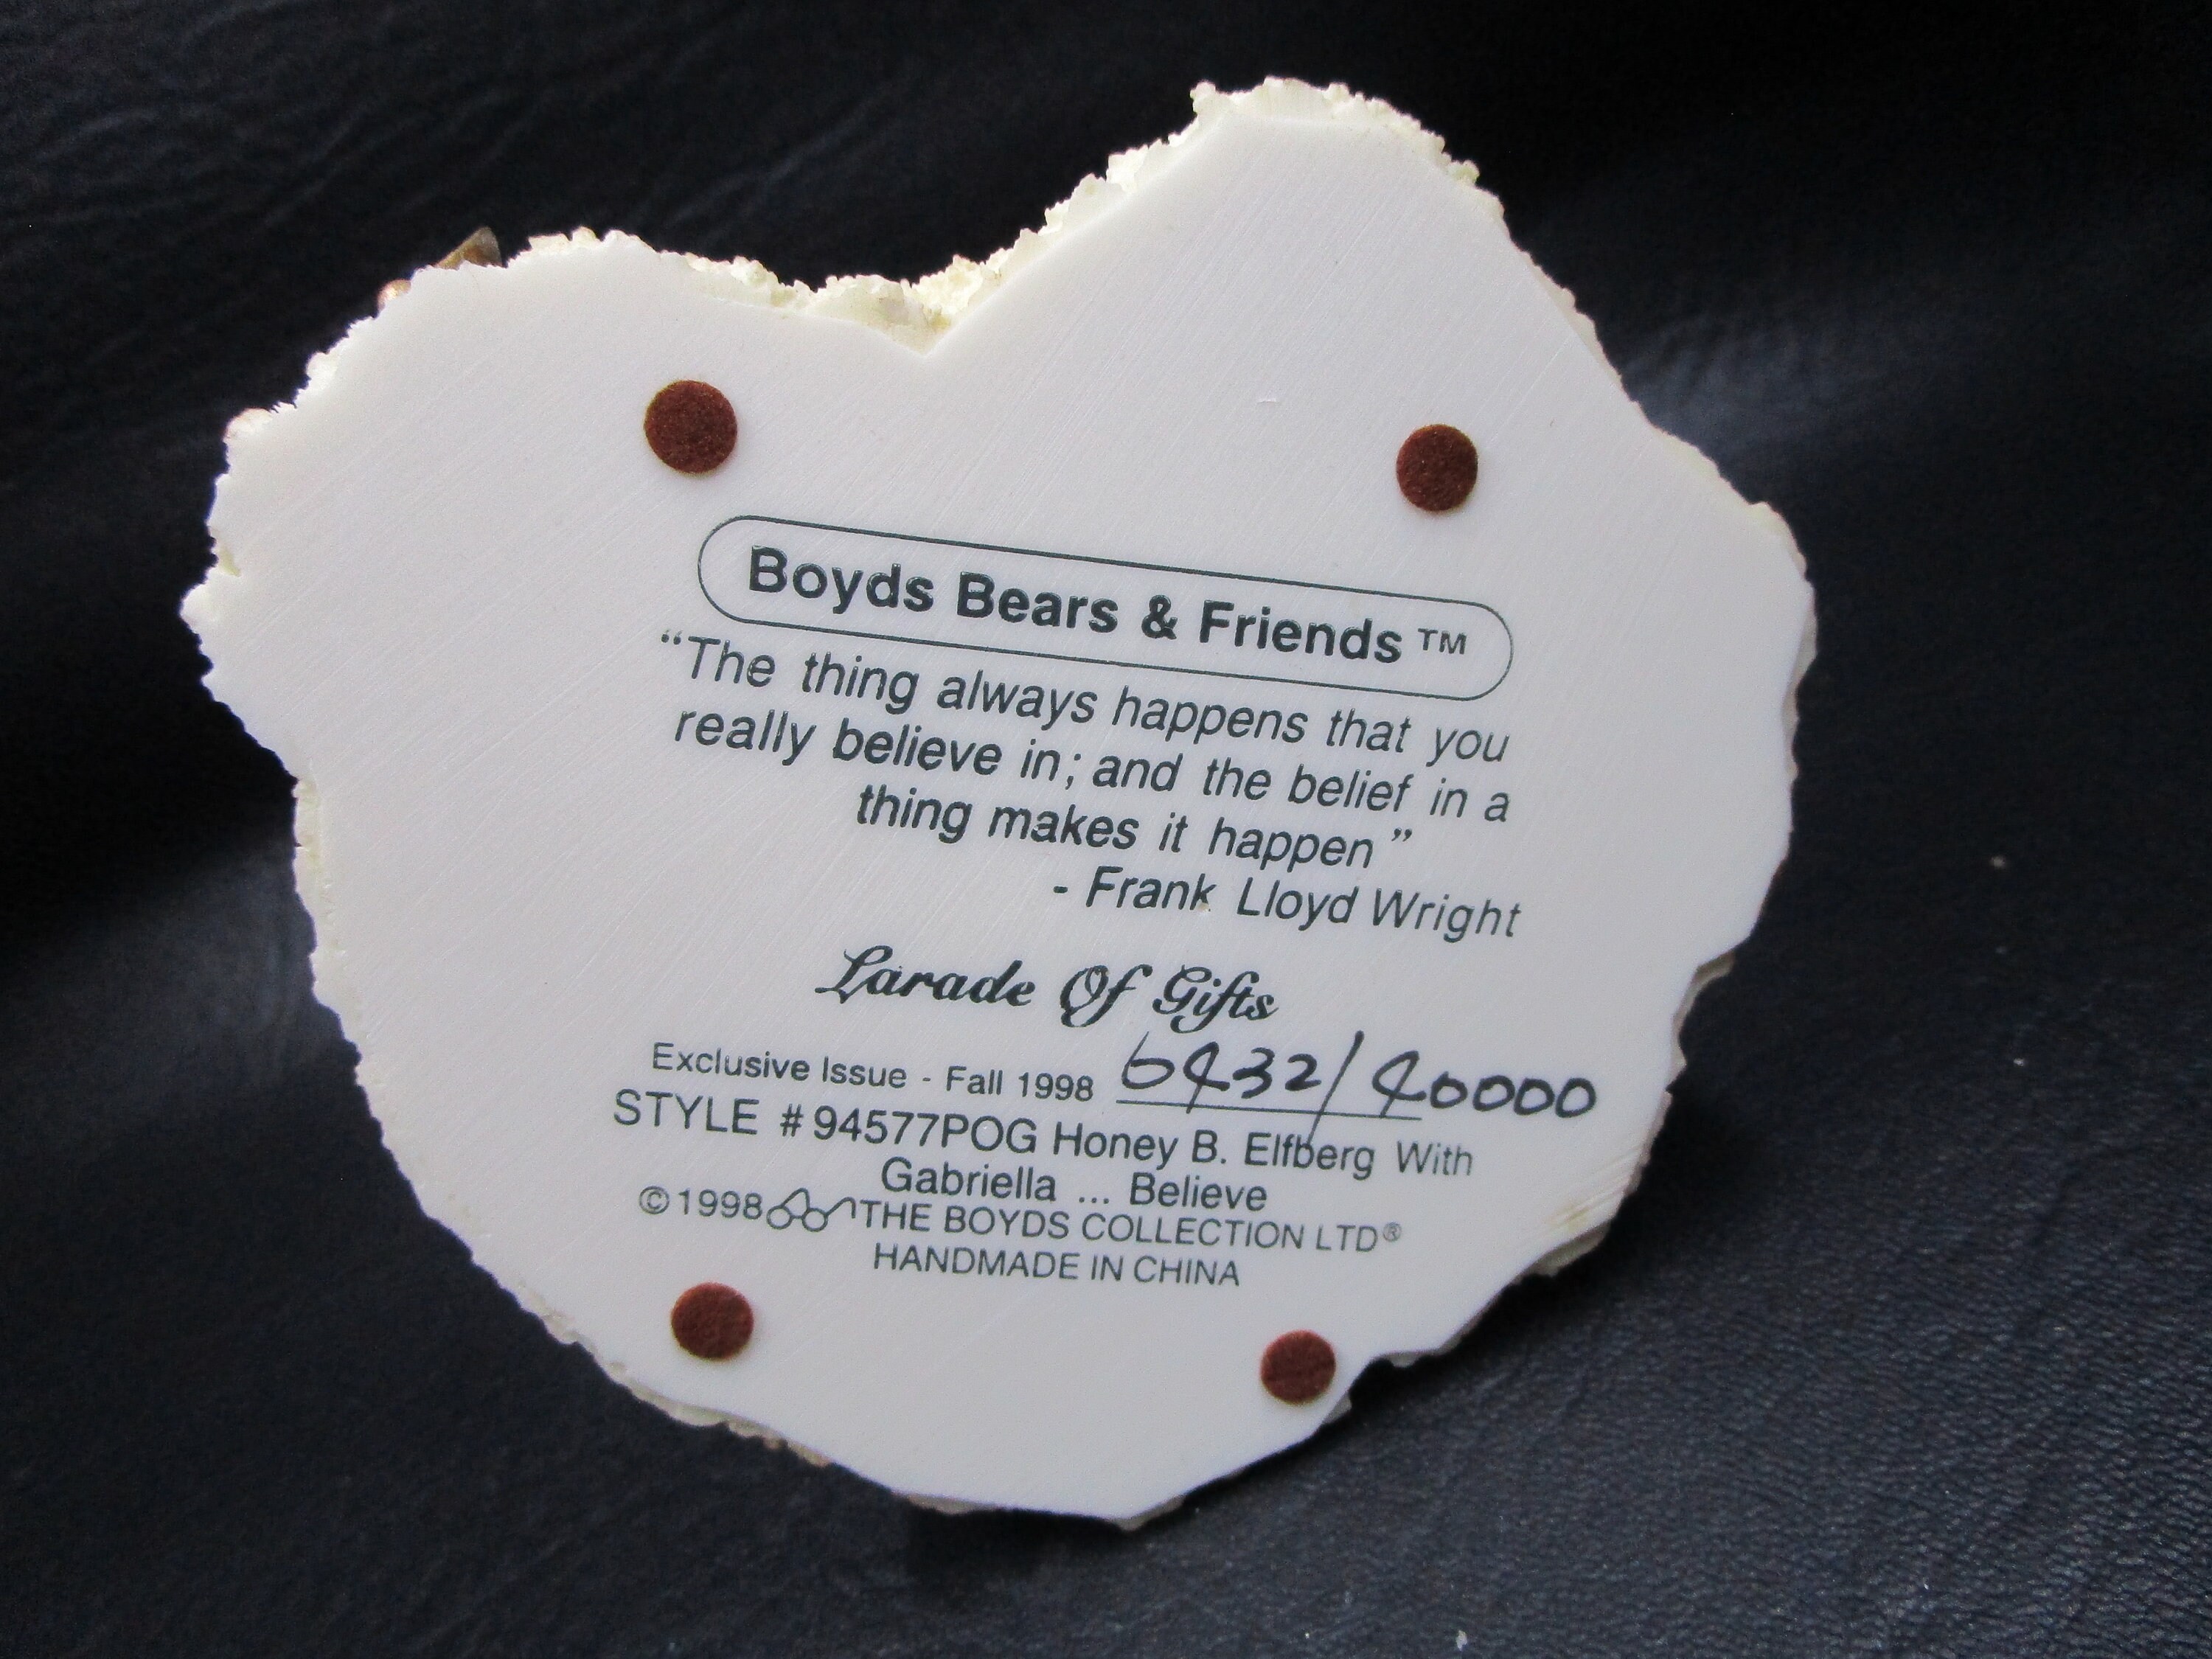 Boyds Bears & Friends™
“The thing always happens that you
really believe in; and the belief in a
thing makes it happen”
- Frank Lloyd Wright
Parade Of Gifts
Exclusive Issue - Fall 1998 6432/40000
STYLE #94577POG Honey B. Elfberg With
Gabriella ... Believe
©1998 THE BOYDS COLLECTION LTD®
HANDMADE IN CHINA